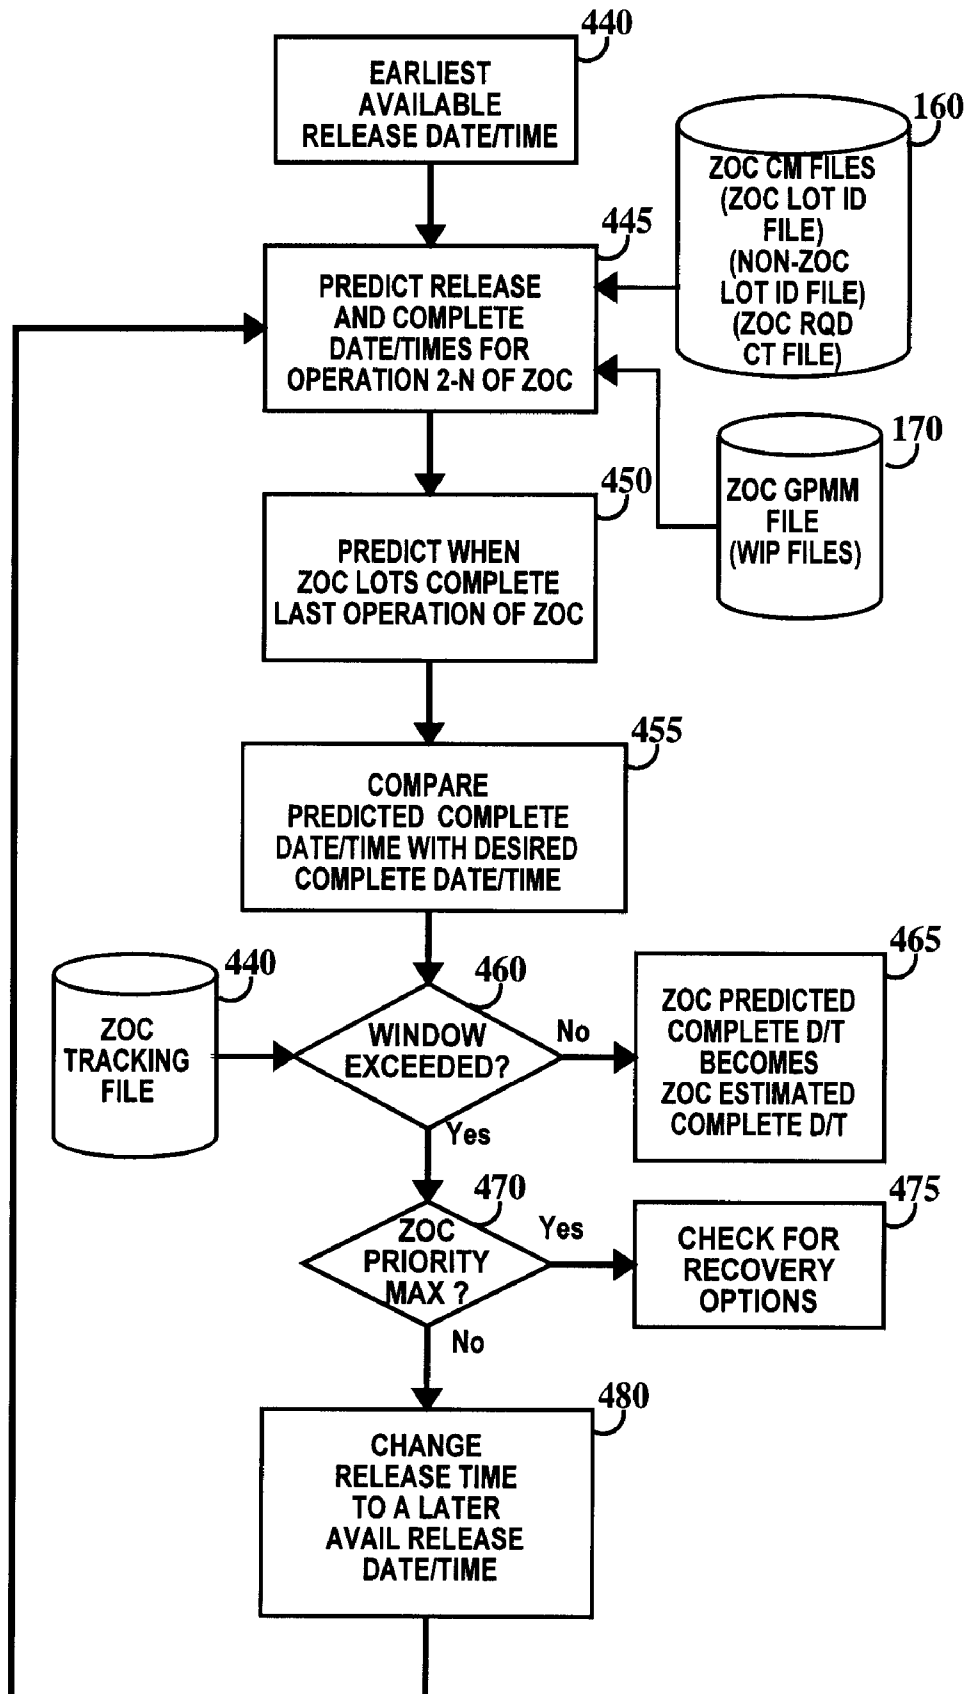 440
EARLIEST
AVAILABLE
RELEASE DATE/TIME
160
ZOC CM FILES
(ZOC LOT ID
FILE)
(NON-ZOC
LOT ID FILE)
(ZOC RQD
CT FILE)
445
PREDICT RELEASE
AND COMPLETE
DATE/TIMES FOR
OPERATION 2-N OF ZOC
170
ZOC GPMM
FILE
(WIP FILES)
450
PREDICT WHEN
ZOC LOTS COMPLETE
LAST OPERATION OF ZOC
455
COMPARE
PREDICTED COMPLETE
DATE/TIME WITH DESIRED
COMPLETE DATE/TIME
440
ZOC
TRACKING
FILE
460
WINDOW
EXCEEDED?
No
Yes
465
ZOC PREDICTED
COMPLETE D/T
BECOMES
ZOC ESTIMATED
COMPLETE D/T
470
ZOC
PRIORITY
MAX ?
Yes
No
475
CHECK FOR
RECOVERY
OPTIONS
480
CHANGE
RELEASE TIME
TO A LATER
AVAIL RELEASE
DATE/TIME